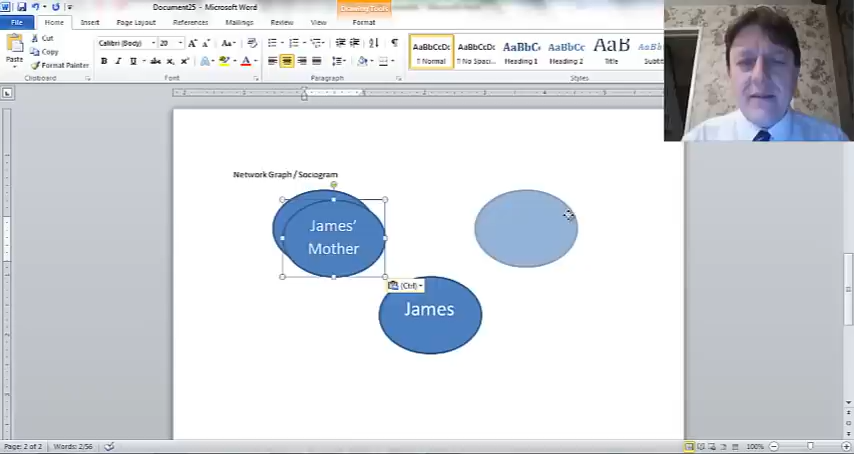 Document25 - Microsoft Word
Drawing Tools
File Home Insert Page Layout References Mailings Review View Format
Paste
Cut
Copy
Format Painter
Clipboard
Calibri (Body) 20
Font
Paragraph
AaBbCcDc AaBbCcDc AaBbC AaBbCc AaB AaBbCc
¶ Normal ¶ No Spaci... Heading 1 Heading 2 Title Subtit
Styles
Network Graph / Sociogram
James’
Mother
(Ctrl)
James
Page: 2 of 2 Words: 2/56 100%